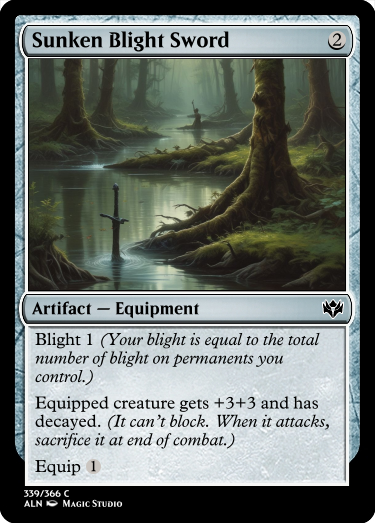 Sunken Blight Sword 2
Artifact — Equipment
Blight 1 (Your blight is equal to the total
number of blight on permanents you
control.)
Equipped creature gets +3+3 and has
decayed. (It can't block. When it attacks,
sacrifice it at end of combat.)
Equip 1
339/366 C
ALN Magic Studio